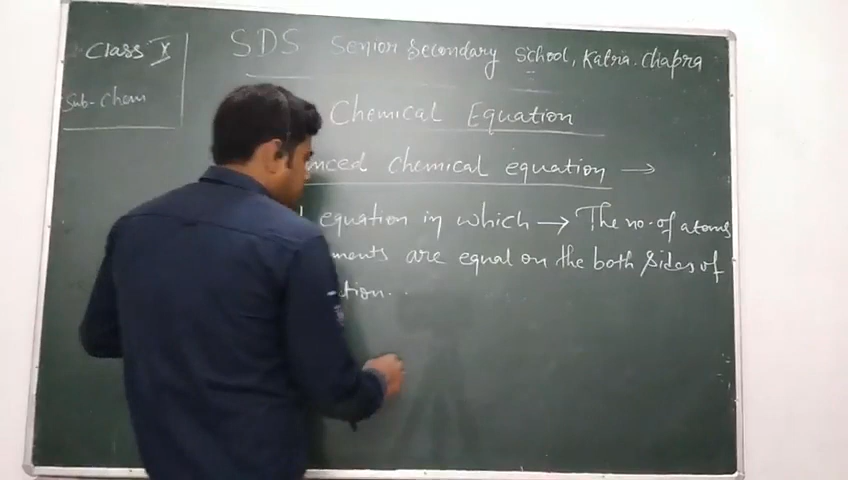 Class X
SDS Senior Secondary School, Katra. Chapra
Sub- Chem
Chemical Equation
nced chemical equation →
equation in which → The no. of atoms
ments are equal on the both sides of
tion.